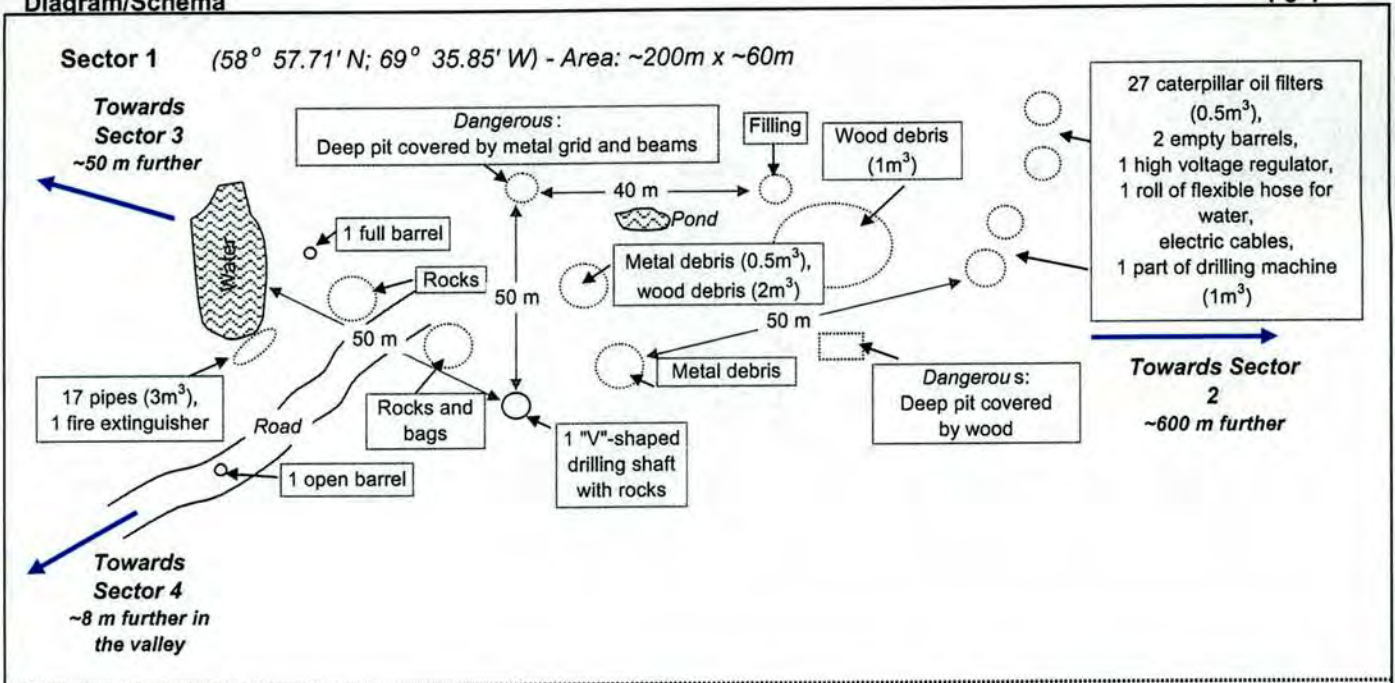 Diagram/Schema
Sector 1 (58° 57.71' N; 69° 35.85' W) - Area: ~200m x ~60m
Towards
Sector 3
~50 m further
Dangerous:
Deep pit covered by metal grid and beams
Filling
Wood debris
(1m³)
27 caterpillar oil filters
(0.5m³),
2 empty barrels,
1 high voltage regulator,
1 roll of flexible hose for
water,
electric cables,
1 part of drilling machine
(1m³)
40 m
Pond
Water
1 full barrel
Rocks
50 m
Metal debris (0.5m³),
wood debris (2m³)
50 m
50 m
Metal debris
Dangerous:
Deep pit covered
by wood
Towards Sector
2
~600 m further
17 pipes (3m³),
1 fire extinguisher
Road
Rocks and
bags
1 "V"-shaped
drilling shaft
with rocks
1 open barrel
Towards
Sector 4
~8 m further in
the valley